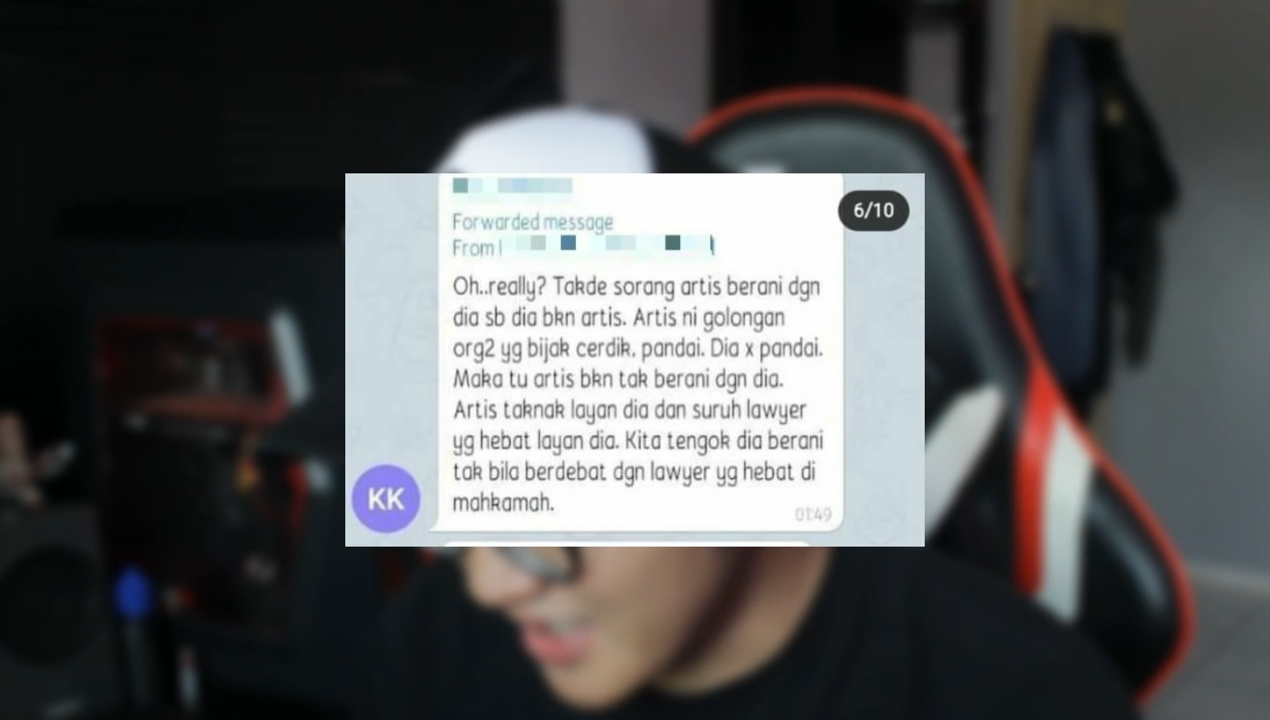 6/10
Forwarded message
From
Oh..really? Takde sorang artis berani dgn
dia sb dia bkn artis. Artis ni golongan
org2 yg bijak cerdik, pandai. Dia x pandai.
Maka tu artis bkn tak berani dgn dia.
Artis taknak layan dia dan suruh lawyer
yg hebat layan dia. Kita tengok dia berani
tak bila berdebat dgn lawyer yg hebat di
mahkamah.
01:49
KK